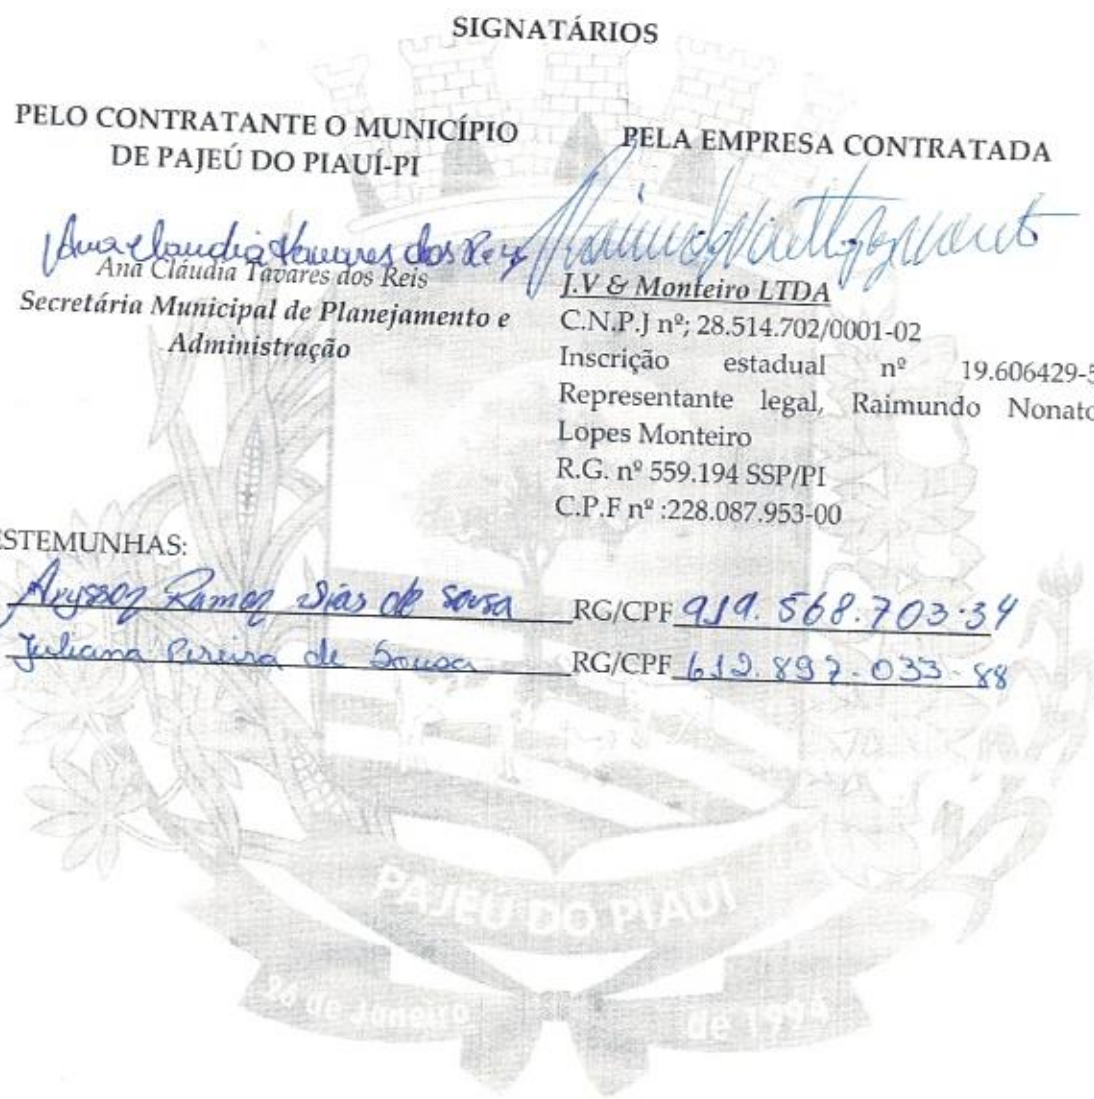 SIGNATÁRIOS
PELO CONTRATANTE O MUNICÍPIO
DE PAJEÚ DO PIAUÍ-PI
Ana Claudia Tavares dos Reis
Ana Cláudia Tavares dos Reis
Secretária Municipal de Planejamento e
Administração
PELA EMPRESA CONTRATADA
J.V & Monteiro LTDA
C.N.P.J nº; 28.514.702/0001-02
Inscrição estadual nº 19.606429-5
Representante legal, Raimundo Nonato
Lopes Monteiro
R.G. nº 559.194 SSP/PI
C.P.F nº :228.087.953-00
ESTEMUNHAS:
Arysson Ramon Dias de Sousa RG/CPF 919.568.703-34
Juliana Pereira de Sousa RG/CPF 612.892.033-88
PAJEÚ DO PIAUÍ
26 de Janeiro de 1994